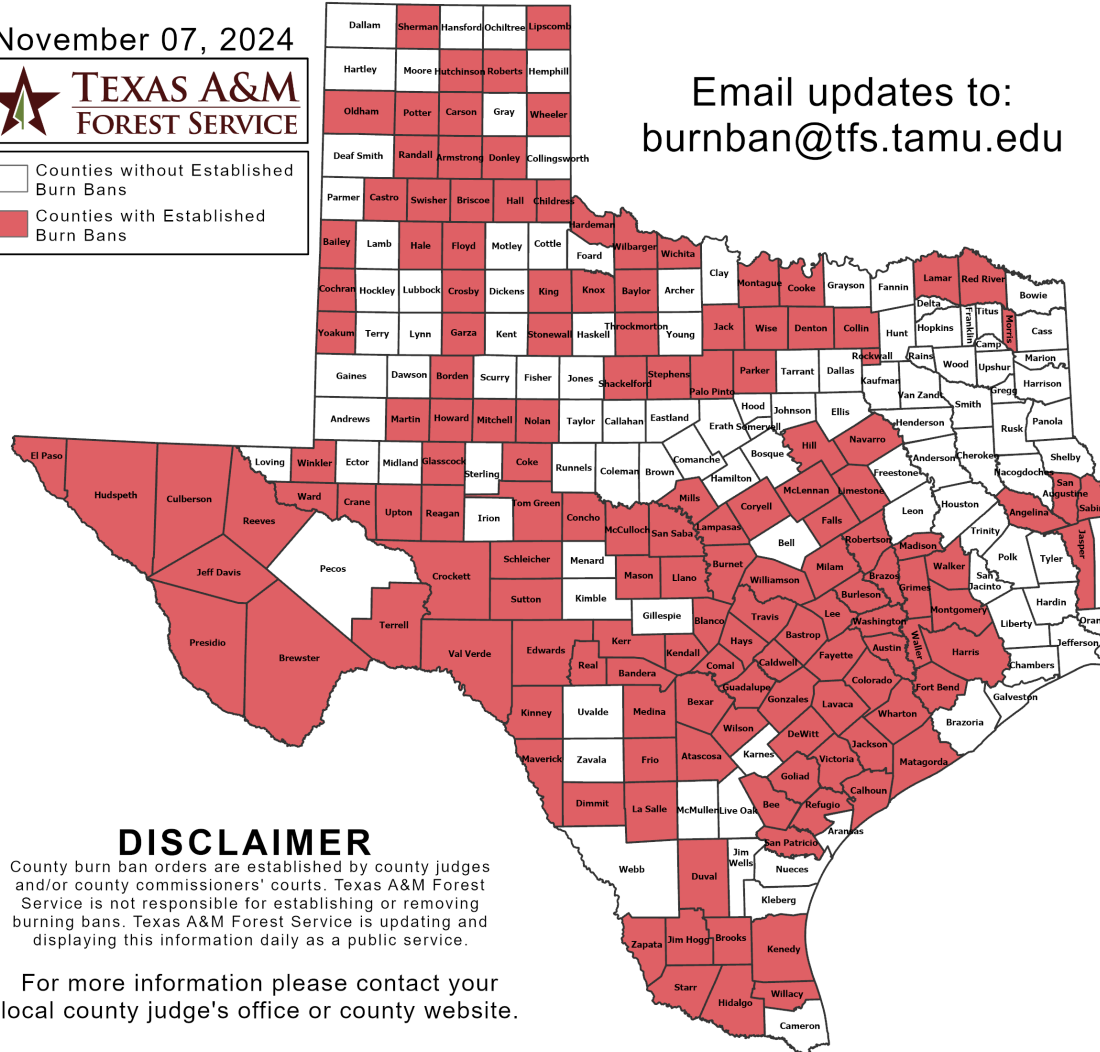 November 07, 2024
TEXAS A&M
FOREST SERVICE
Counties without Established
Burn Bans
Counties with Established
Burn Bans
Email updates to:
burnban@tfs.tamu.edu
Dallam Sherman Hansford Ochiltree Lipscomb
Hartley Moore Hutchinson Roberts Hemphill
Oldham Potter Carson Gray Wheeler
Deaf Smith Randall Armstrong Donley Collingsworth
Parmer Castro Swisher Briscoe Hall Childress
Hardeman
Bailey Lamb Hale Floyd Motley Cottle Foard Wilbarger Wichita
Clay Montague Cooke Grayson Fannin Lamar Red River Bowie
Cochran Hockley Lubbock Crosby Dickens King Knox Baylor Archer
Delta Titus Franklin Morris Cass
Yoakum Terry Lynn Garza Kent Stonewall Haskell Throckmorton Young Jack Wise Denton Collin Hunt Hopkins Camp
Rockwall Rains Wood Upshur Marion
Gaines Dawson Borden Scurry Fisher Jones Shackelford Stephens Palo Pinto Parker Tarrant Dallas Kaufman Van Zandt Gregg Harrison
Andrews Martin Howard Mitchell Nolan Taylor Callahan Eastland Erath Hood Somervell Johnson Ellis Henderson Smith Rusk Panola
El Paso Loving Winkler Ector Midland Glasscock Sterling Coke Runnels Coleman Brown Comanche Hamilton Bosque Hill Navarro Freestone Anderson Cherokee Nacogdoches Shelby
Hudspeth Culberson Reeves Ward Crane Upton Reagan Irion Tom Green Concho McCulloch San Saba Mills Lampasas Coryell McLennan Limestone Leon Houston Angelina San
Augustine Sabin
Falls Bell Robertson Madison Trinity Polk Tyler Jasper
Jeff Davis Pecos Crockett Schleicher Menard Mason Llano Burnet Williamson Milam Brazos Grimes Walker San
Jacinto
Sutton Kimble Burleson Montgomery Liberty Hardin Oran
Presidio Brewster Terrell Val Verde Edwards Gillespie Kerr Blanco Travis Lee Washington Waller Harris Jefferson
Real Kendall Hays Bastrop Fayette Austin Chambers
Bandera Comal Caldwell Colorado Fort Bend Galveston
Kinney Uvalde Medina Bexar Guadalupe Gonzales Lavaca Wharton Brazoria
Maverick Zavala Frio Atascosa Wilson Karnes DeWitt Jackson Matagorda
Victoria Goliad Calhoun
Dimmit La Salle McMullen Live Oak Bee Refugio Aransas
Webb Duval Jim
Wells San Patricio Nueces
Kleberg
Zapata Jim Hogg Brooks Kenedy
Starr Hidalgo Willacy
Cameron
DISCLAIMER
County burn ban orders are established by county judges
and/or county commissioners' courts. Texas A&M Forest
Service is not responsible for establishing or removing
burning bans. Texas A&M Forest Service is updating and
displaying this information daily as a public service.
For more information please contact your
local county judge's office or county website.